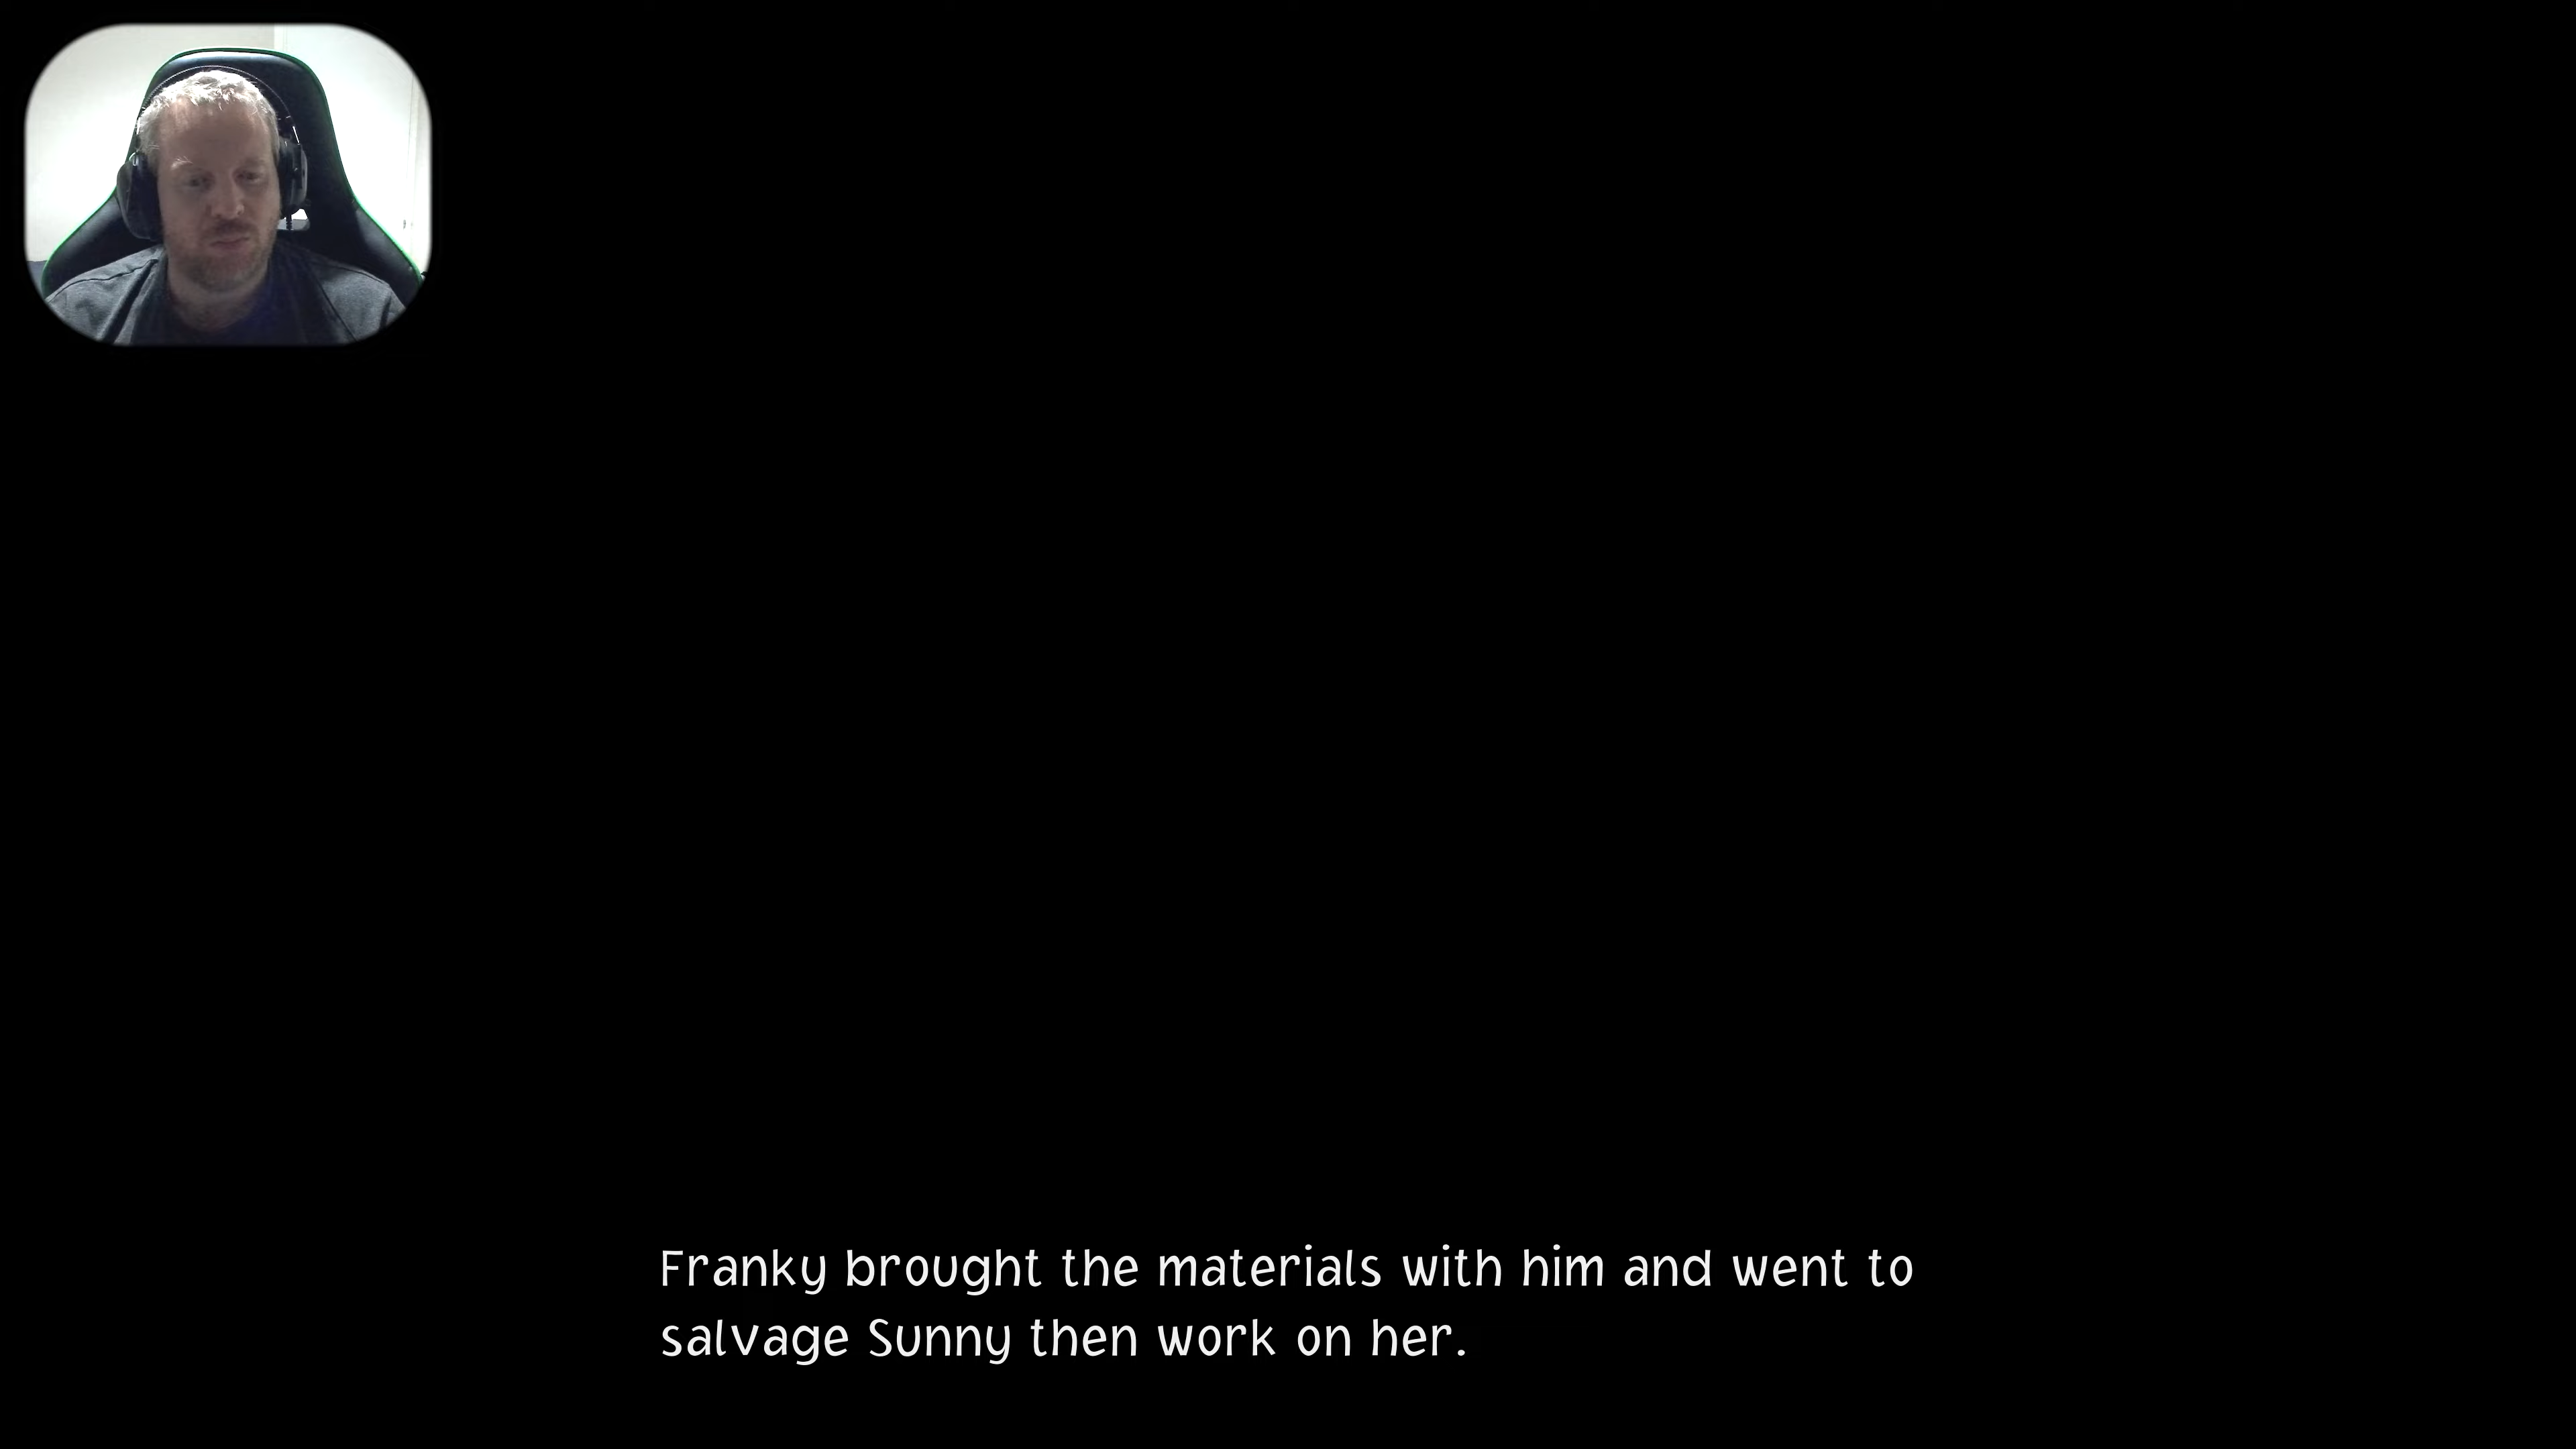 Franky brought the materials with him and went to
salvage Sunny then work on her.